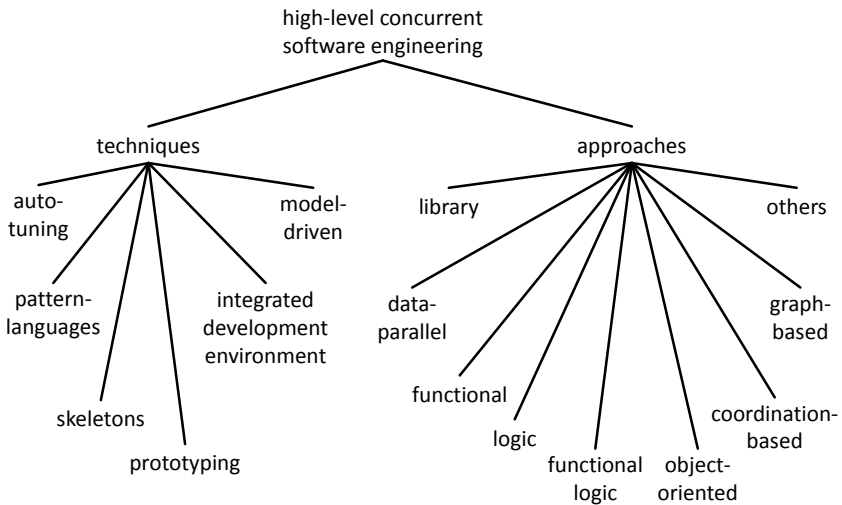 high-level concurrent
software engineering
techniques
approaches
auto-
tuning
model-
driven
library
others
pattern-
languages
integrated
development
environment
data-
parallel
graph-
based
functional
skeletons
logic
coordination-
based
prototyping
functional
logic
object-
oriented